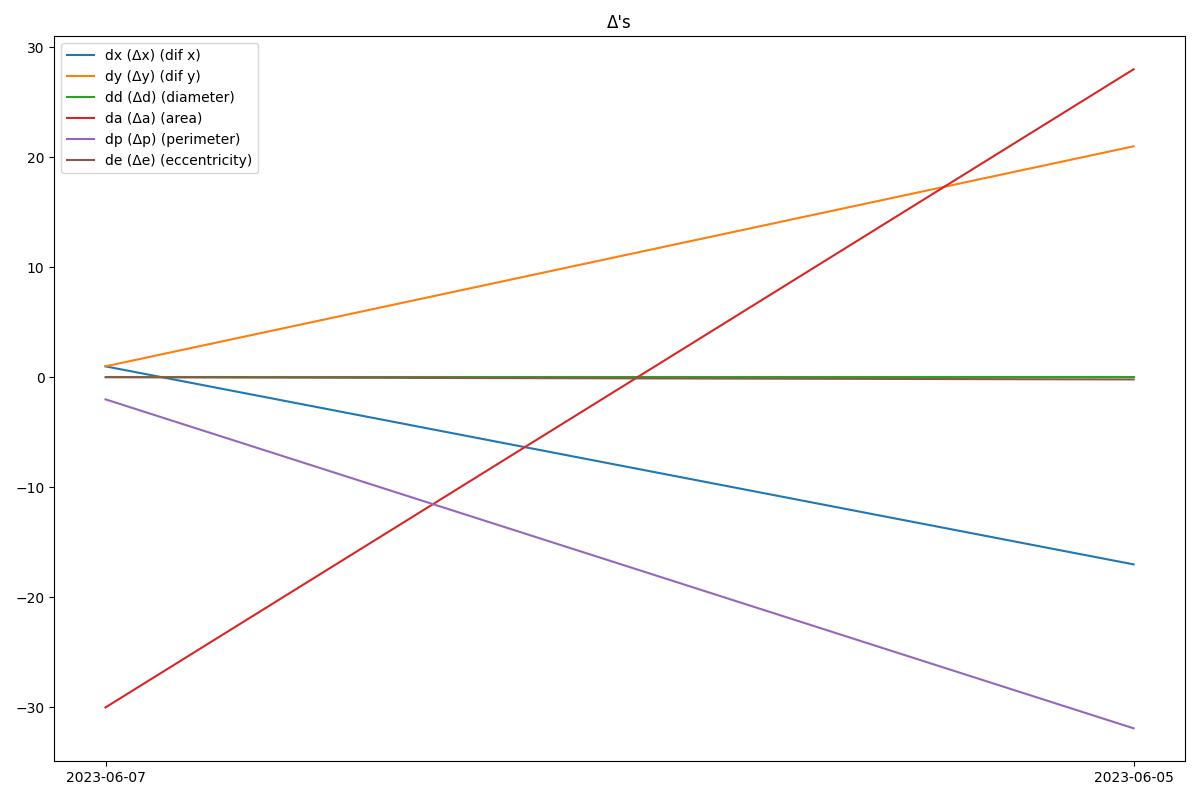 Δ's
dx (Δx) (dif x)
dy (Δy) (dif y)
dd (Δd) (diameter)
da (Δa) (area)
dp (Δp) (perimeter)
de (Δe) (eccentricity)
30
20
10
0
−10
−20
−30
2023-06-07 2023-06-05